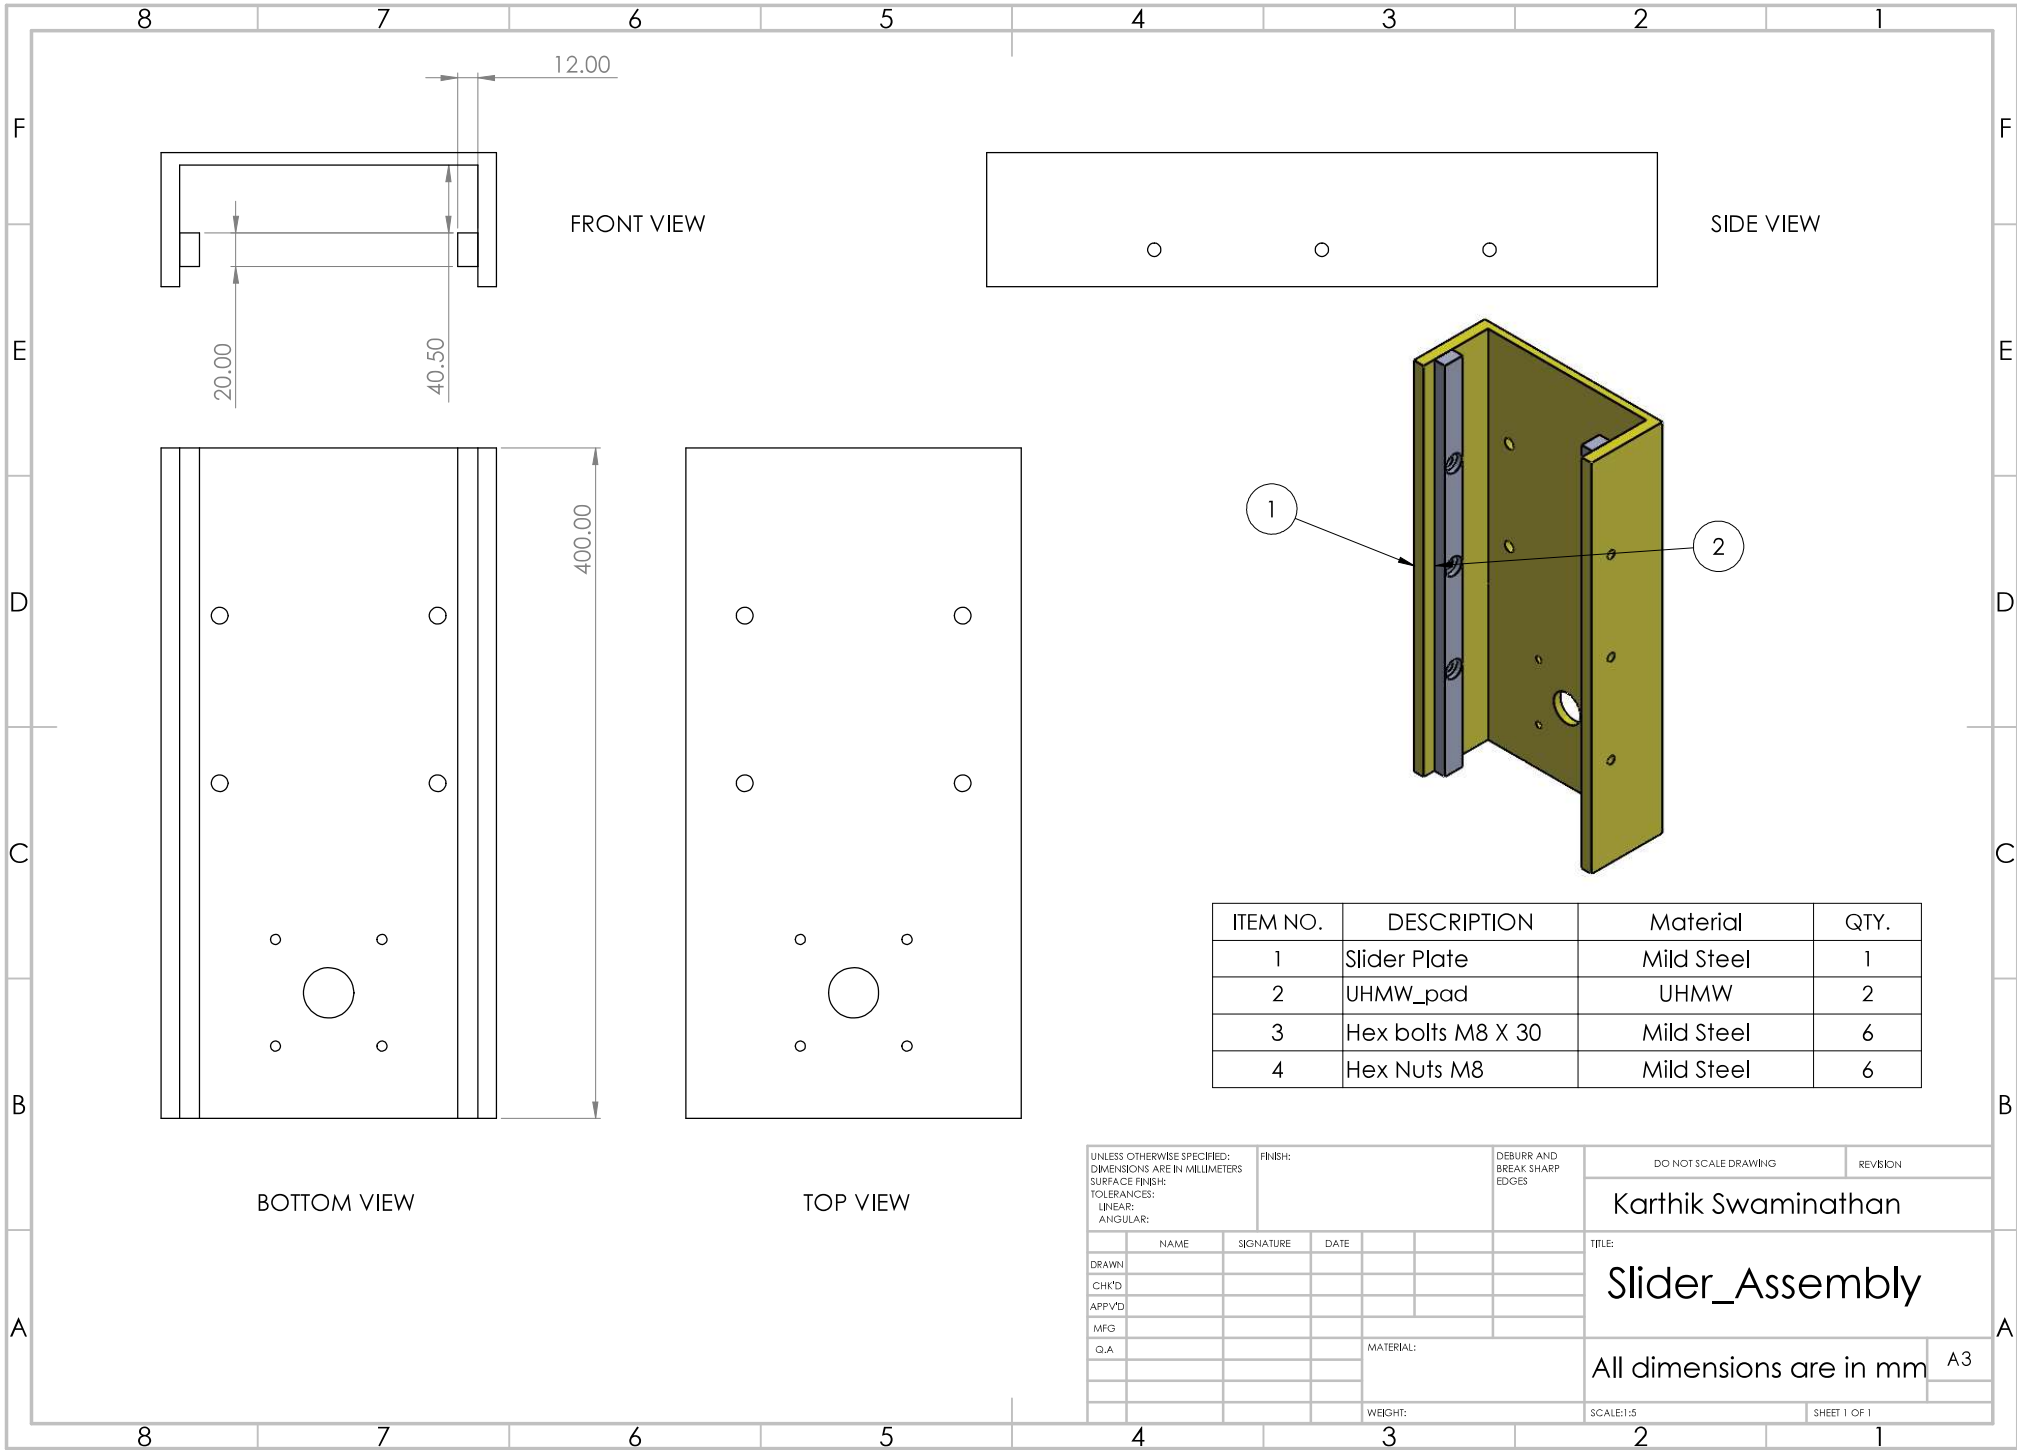 8 7 6 5 4 3 2 1
F F
E E
D D
C C
B B
A A
12.00
FRONT VIEW
20.00
40.50
SIDE VIEW
400.00
BOTTOM VIEW
TOP VIEW
1
2
ITEM NO. DESCRIPTION Material QTY.
1 Slider Plate Mild Steel 1
2 UHMW_pad UHMW 2
3 Hex bolts M8 X 30 Mild Steel 6
4 Hex Nuts M8 Mild Steel 6
UNLESS OTHERWISE SPECIFIED:
DIMENSIONS ARE IN MILLIMETERS
SURFACE FINISH:
TOLERANCES:
LINEAR:
ANGULAR:
FINISH:
DEBURR AND
BREAK SHARP
EDGES
DO NOT SCALE DRAWING
REVISION
Karthik Swaminathan
NAME SIGNATURE DATE
DRAWN
CHK'D
APPV'D
MFG
Q.A
TITLE:
Slider_Assembly
MATERIAL:
All dimensions are in mm
A3
WEIGHT:
SCALE:1:5
SHEET 1 OF 1
8 7 6 5 4 3 2 1